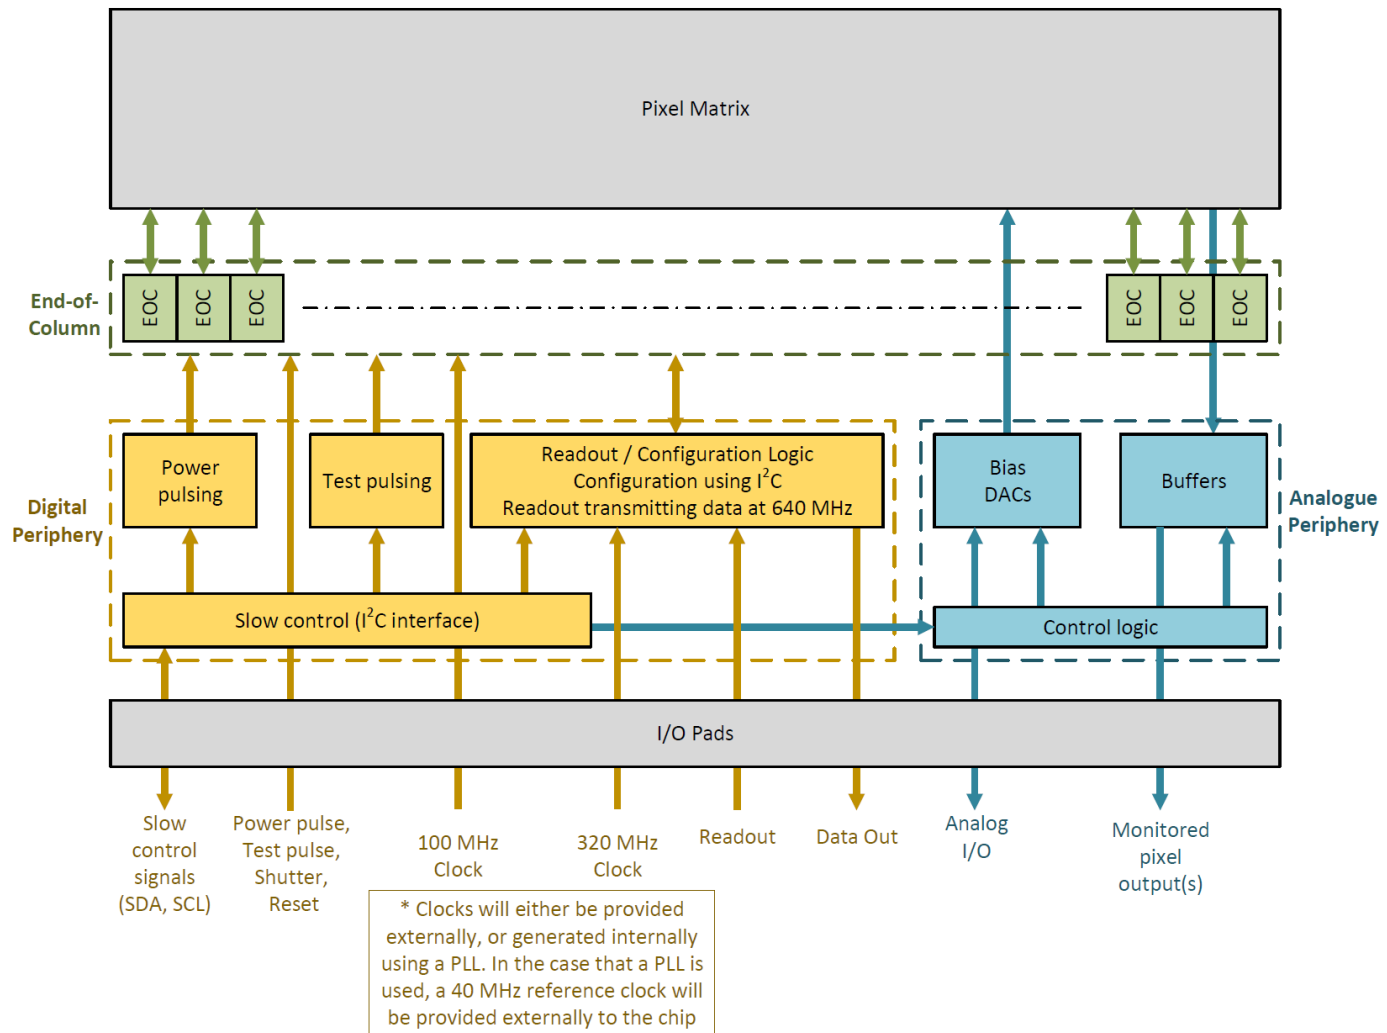 Pixel Matrix
End-of-
Column
EOC
EOC
EOC
EOC
EOC
EOC
Digital
Periphery
Power
pulsing
Test pulsing
Readout / Configuration Logic
Configuration using I²C
Readout transmitting data at 640 MHz
Bias
DACs
Buffers
Analogue
Periphery
Slow control (I²C interface)
Control logic
I/O Pads
Slow
control
signals
(SDA, SCL)
Power pulse,
Test pulse,
Shutter,
Reset
100 MHz
Clock
320 MHz
Clock
Readout
Data Out
Analog
I/O
Monitored
pixel
output(s)
* Clocks will either be provided
externally, or generated internally
using a PLL. In the case that a PLL is
used, a 40 MHz reference clock will
be provided externally to the chip